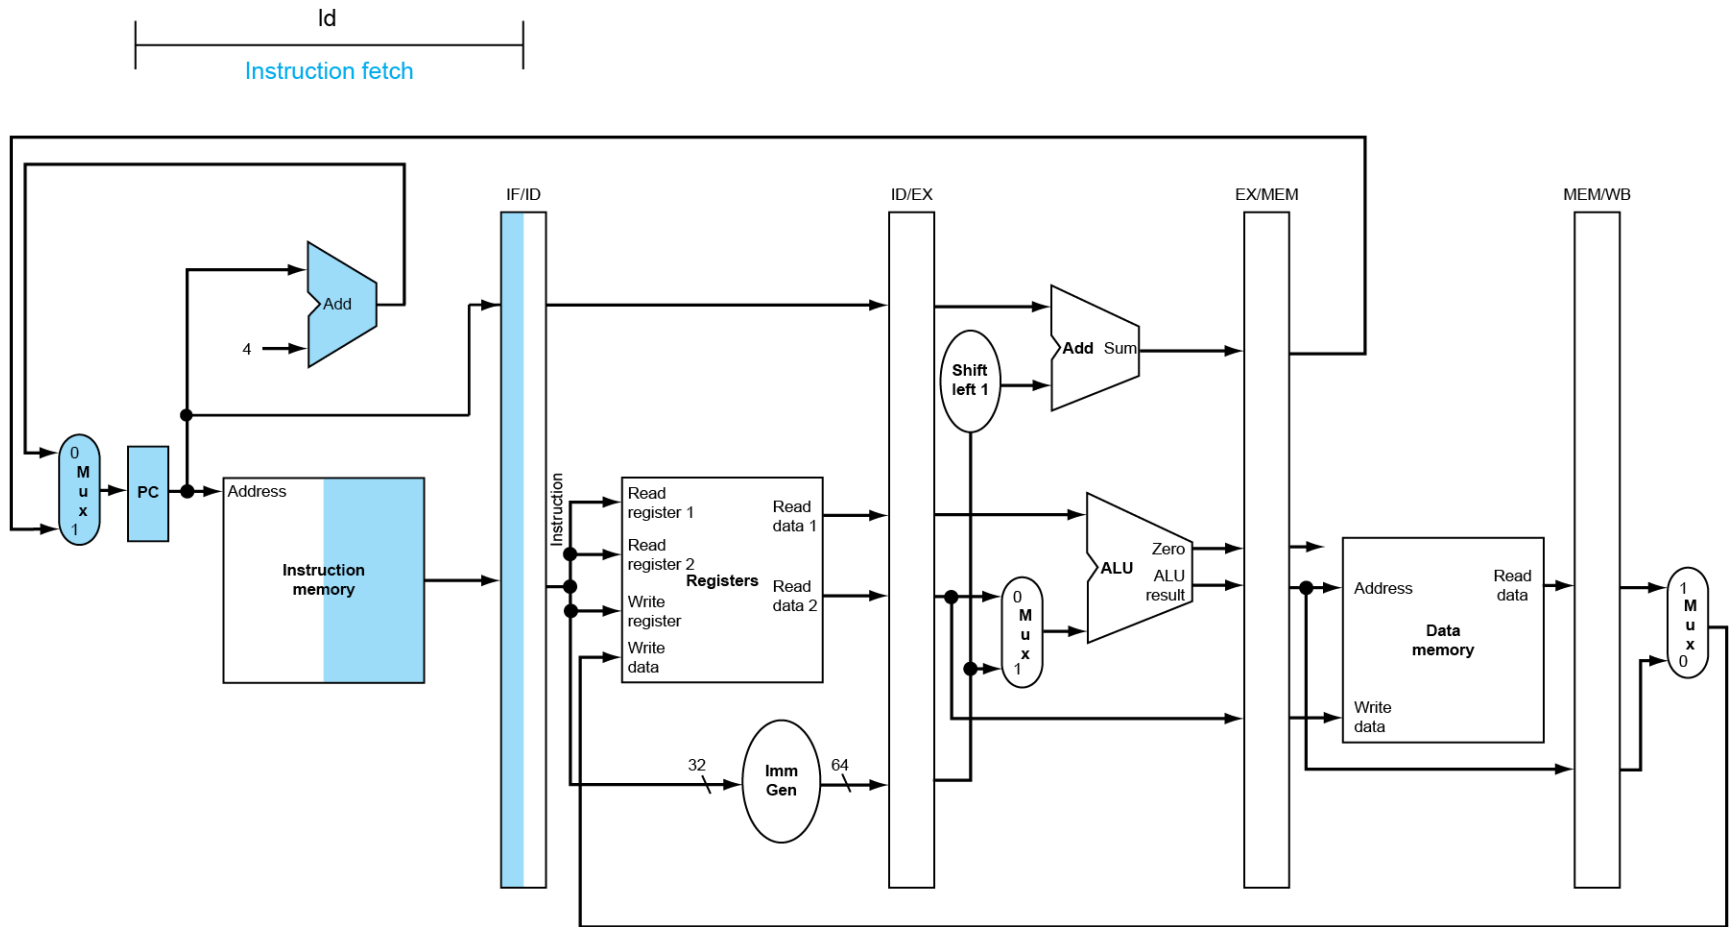 ld
Instruction fetch
IF/ID
ID/EX
EX/MEM
MEM/WB
Add
4
Add Sum
Shift
left 1
0
M
u
x
1
PC
Address
Instruction
memory
Instruction
Read
register 1
Read
register 2
Write
register
Write
data
Registers
Read
data 1
Read
data 2
0
M
u
x
1
Zero
ALU
ALU
result
Address
Read
data
Data
memory
Write
data
1
M
u
x
0
32
Imm
Gen
64